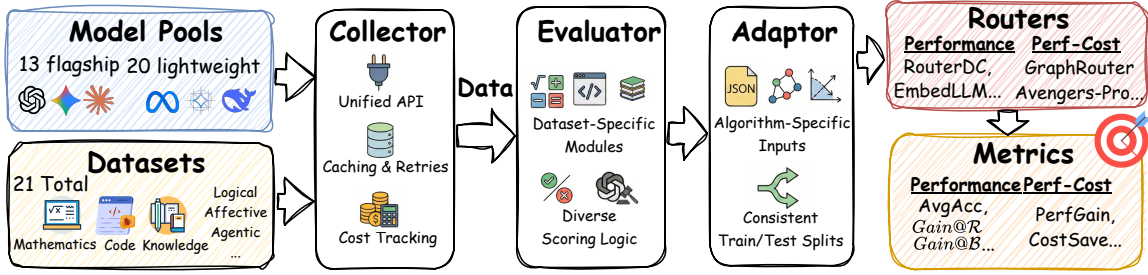 Model Pools
13 flagship 20 lightweight
Datasets
21 Total
Mathematics Code Knowledge
Logical
Affective
Agentic
...
Collector
Unified API
Caching & Retries
Cost Tracking
Data
Evaluator
Dataset-Specific
Modules
Diverse
Scoring Logic
Adaptor
JSON
Algorithm-Specific
Inputs
Consistent
Train/Test Splits
Routers
Performance
RouterDC,
EmbedLLM...
Perf-Cost
GraphRouter
Avengers-Pro...
Metrics
Performance
AvgAcc,
Gain@R
Gain@B...
Perf-Cost
PerfGain,
CostSave...